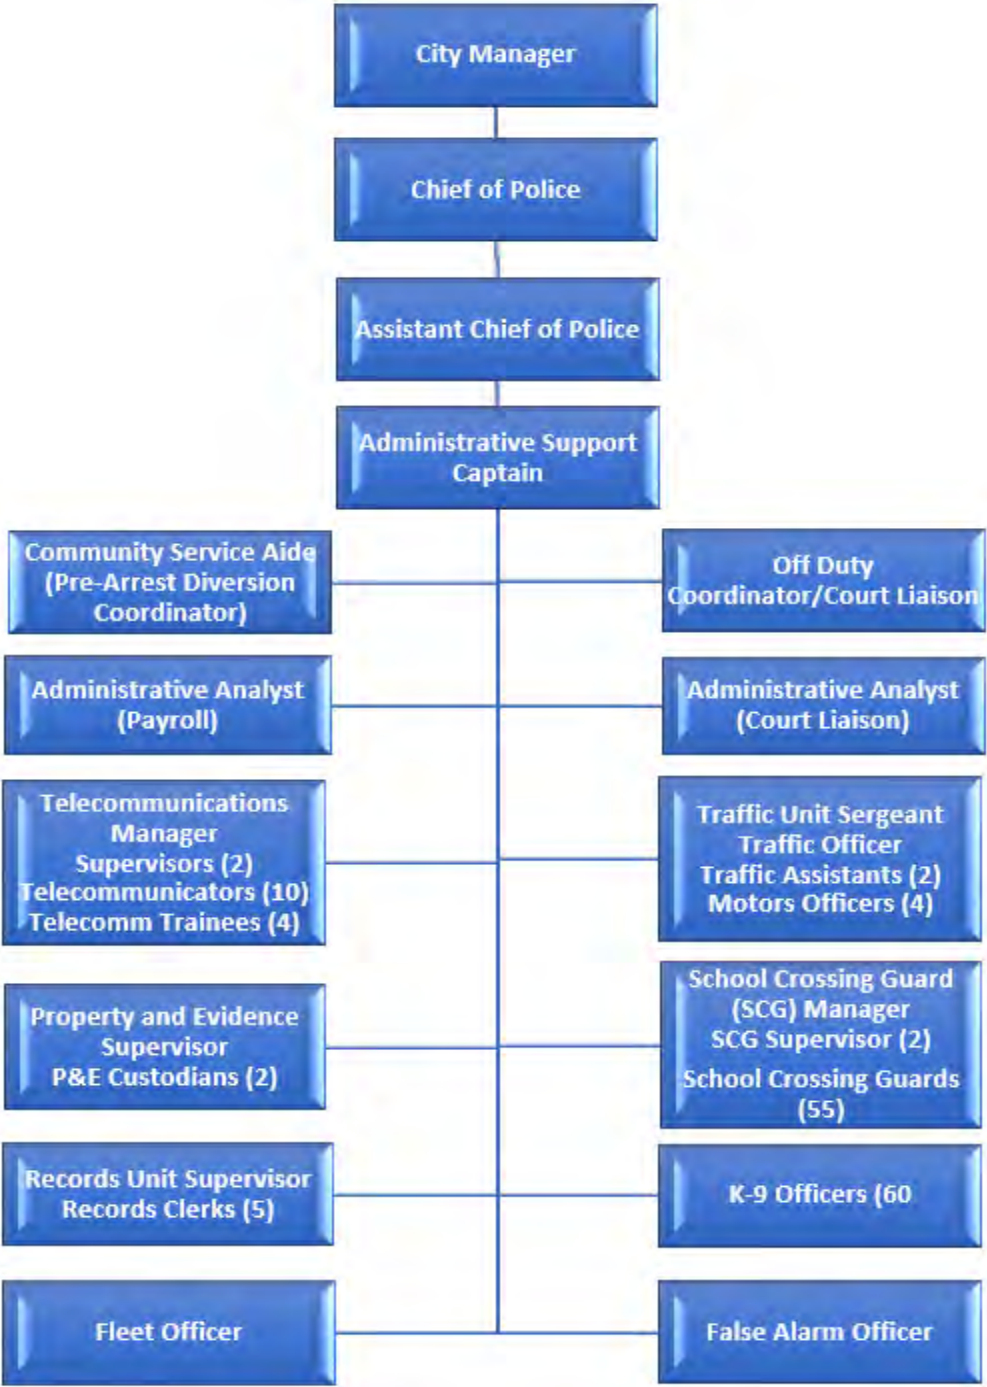 City Manager
Chief of Police
Assistant Chief of Police
Administrative Support
Captain
Community Service Aide
(Pre-Arrest Diversion
Coordinator)
Off Duty
Coordinator/Court Liaison
Administrative Analyst
(Payroll)
Administrative Analyst
(Court Liaison)
Telecommunications
Manager
Supervisors (2)
Telecommunicators (10)
Telecomm Trainees (4)
Traffic Unit Sergeant
Traffic Officer
Traffic Assistants (2)
Motors Officers (4)
Property and Evidence
Supervisor
P&E Custodians (2)
School Crossing Guard
(SCG) Manager
SCG Supervisor (2)
School Crossing Guards
(55)
Records Unit Supervisor
Records Clerks (5)
K-9 Officers (60
Fleet Officer
False Alarm Officer